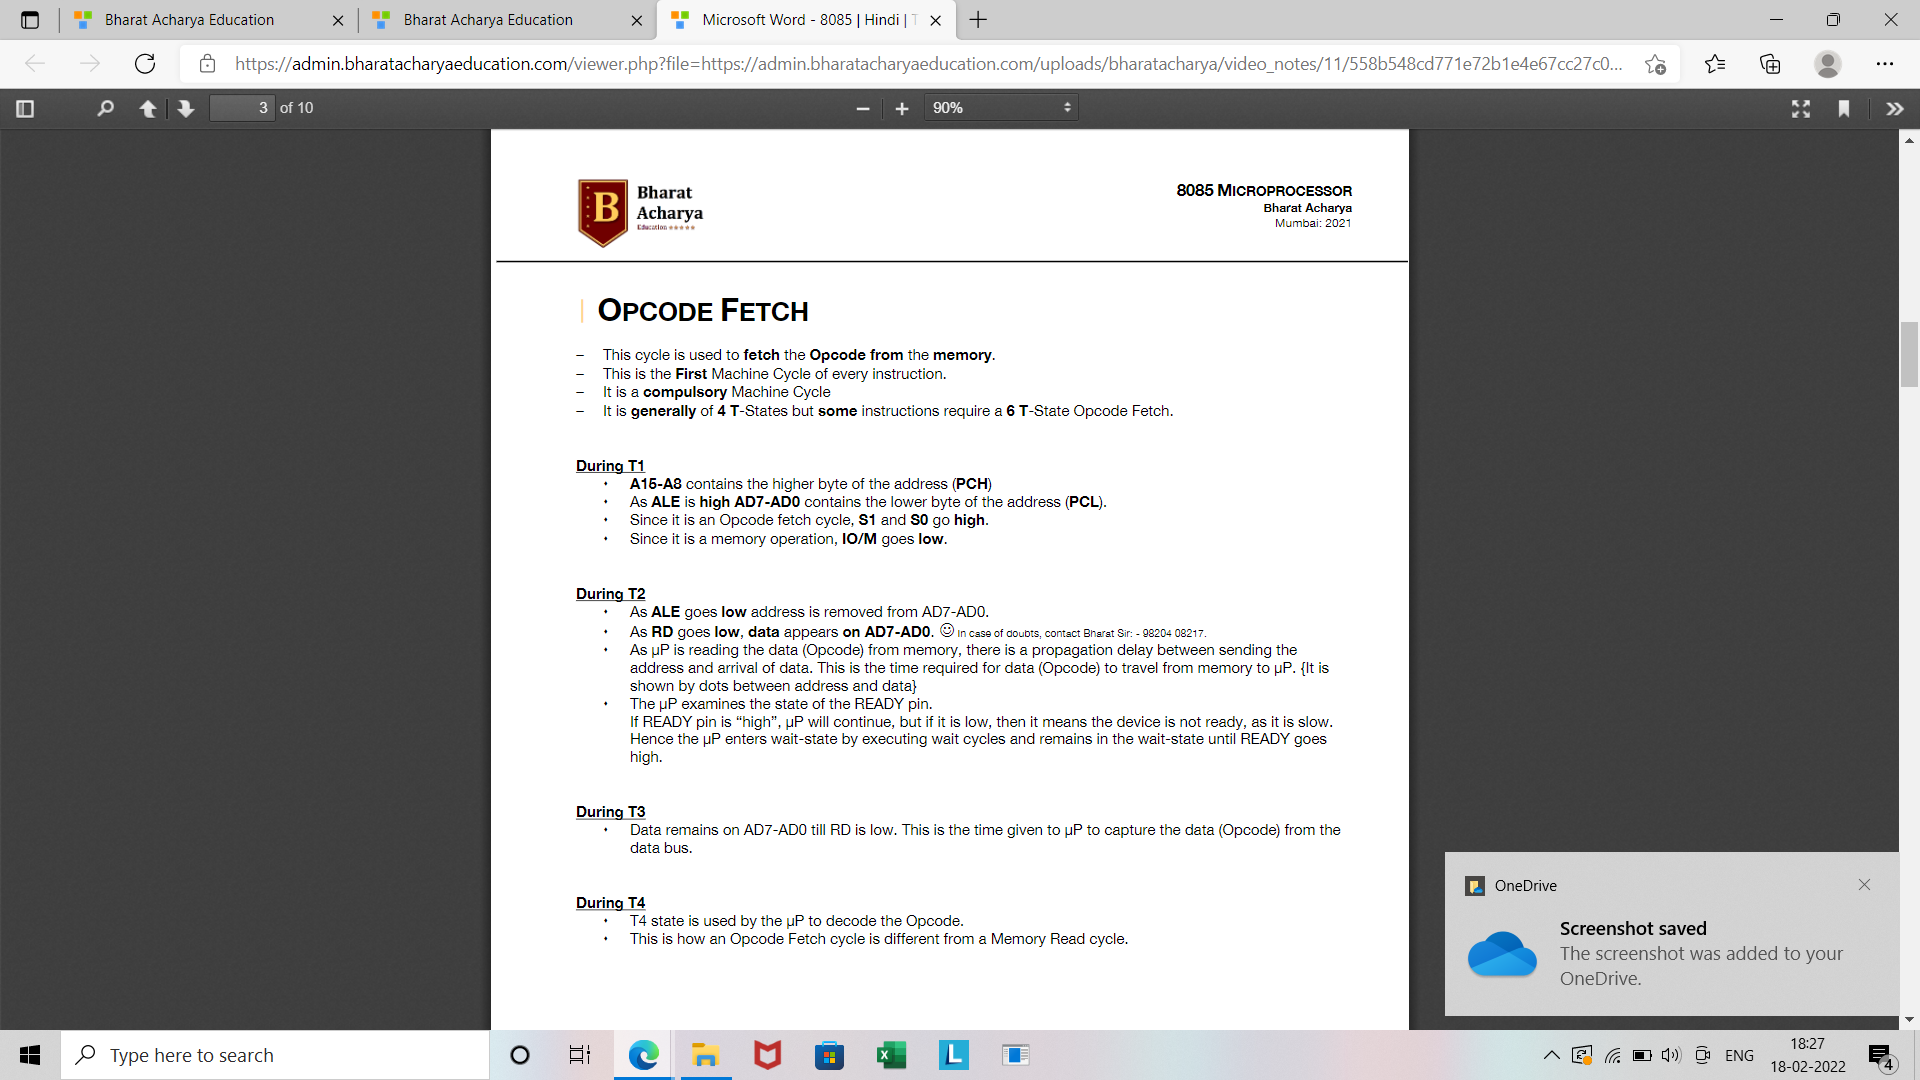 Bharat Acharya Education
Bharat Acharya Education
Microsoft Word - 8085 | Hindi |
https://admin.bharatacharyaeducation.com/viewer.php?file=https://admin.bharatacharyaeducation.com/uploads/bharatacharya/video_notes/11/558b548cd771e72b1e4e67cc27c0...
3 of 10
90%
B
Bharat
Acharya
Education
8085 MICROPROCESSOR
Bharat Acharya
Mumbai: 2021
OPCODE FETCH
– This cycle is used to fetch the Opcode from the memory.
– This is the First Machine Cycle of every instruction.
– It is a compulsory Machine Cycle
– It is generally of 4 T-States but some instructions require a 6 T-State Opcode Fetch.
During T1
• A15-A8 contains the higher byte of the address (PCH)
• As ALE is high AD7-AD0 contains the lower byte of the address (PCL).
• Since it is an Opcode fetch cycle, S1 and S0 go high.
• Since it is a memory operation, IO/M goes low.
During T2
• As ALE goes low address is removed from AD7-AD0.
• As RD goes low, data appears on AD7-AD0. ☺ In case of doubts, contact Bharat Sir: - 98204 08217.
• As µP is reading the data (Opcode) from memory, there is a propagation delay between sending the
address and arrival of data. This is the time required for data (Opcode) to travel from memory to µP. {It is
shown by dots between address and data}
• The µP examines the state of the READY pin.
If READY pin is “high”, µP will continue, but if it is low, then it means the device is not ready, as it is slow.
Hence the µP enters wait-state by executing wait cycles and remains in the wait-state until READY goes
high.
During T3
• Data remains on AD7-AD0 till RD is low. This is the time given to µP to capture the data (Opcode) from the
data bus.
During T4
• T4 state is used by the µP to decode the Opcode.
• This is how an Opcode Fetch cycle is different from a Memory Read cycle.
OneDrive
Screenshot saved
The screenshot was added to your
OneDrive.
Type here to search
L
ENG
18:27
18-02-2022
4